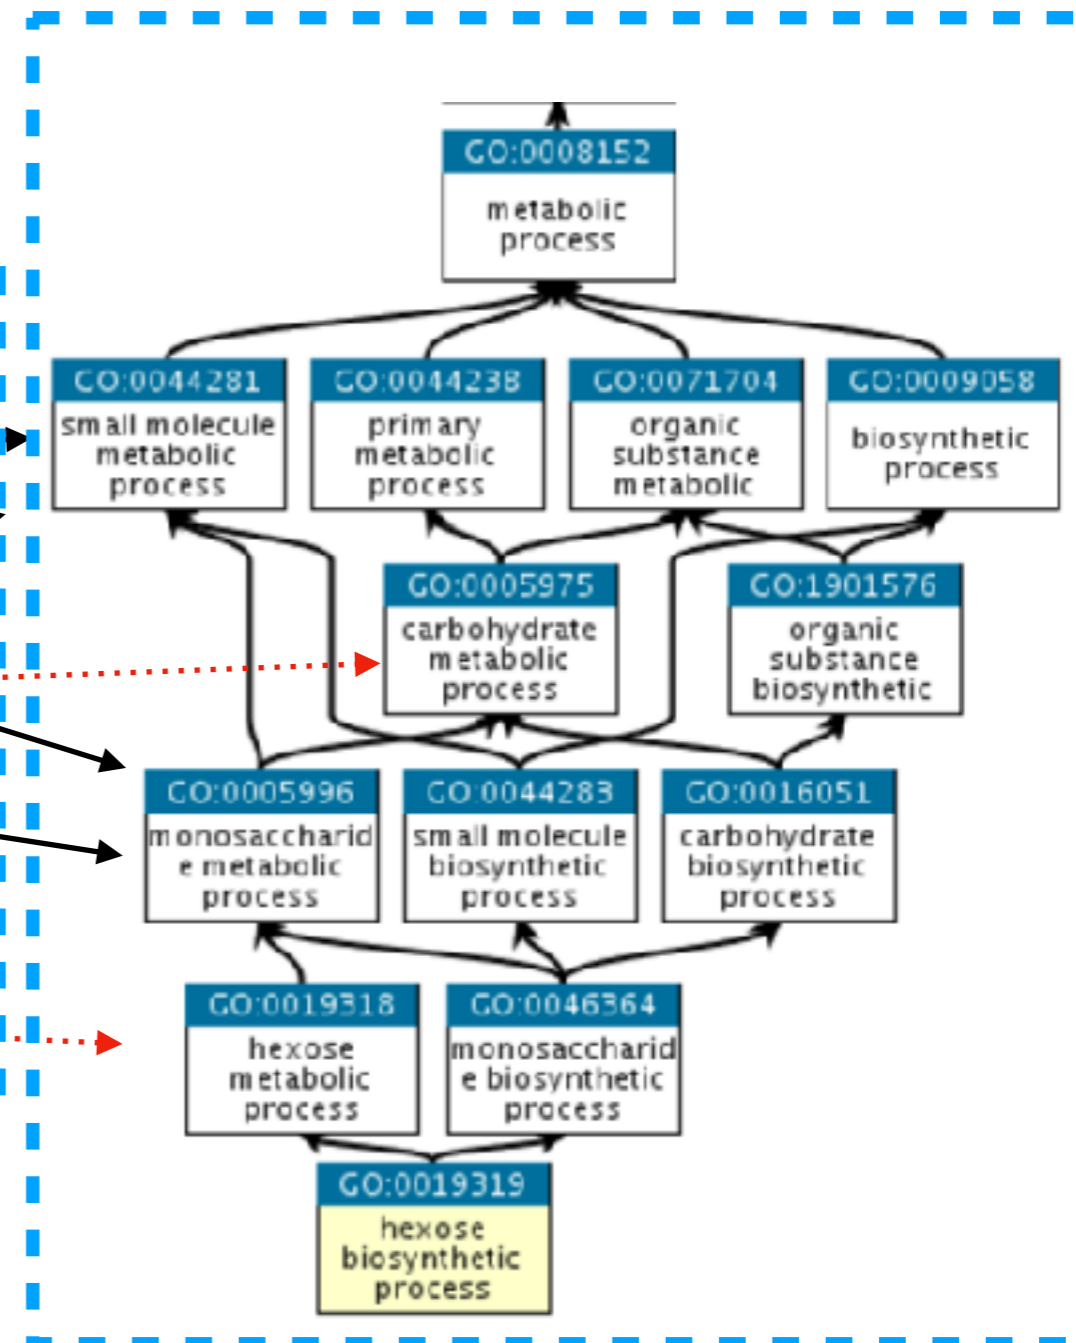 GO:0008152
metabolic
process
GO:0044281
small molecule
metabolic
process
GO:0044238
primary
metabolic
process
GO:0071704
organic
substance
metabolic
GO:0009058
biosynthetic
process
GO:0005975
carbohydrate
metabolic
process
GO:1901576
organic
substance
biosynthetic
GO:0005996
monosaccharid
e metabolic
process
GO:0044283
small molecule
biosynthetic
process
GO:0016051
carbohydrate
biosynthetic
process
GO:0019318
hexose
metabolic
process
GO:0046364
monosaccharid
e biosynthetic
process
GO:0019319
hexose
biosynthetic
process